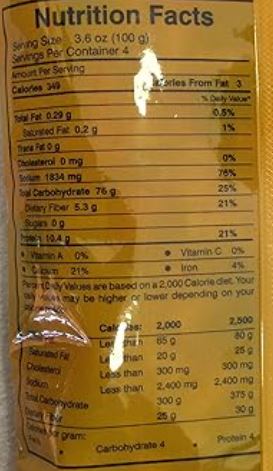 Nutrition Facts
Serving Size 3.6 oz (100 g)
Servings Per Container 4
Amount Per Serving
Calories 349 Calories From Fat 3
% Daily Value*
Total Fat 0.29 g 0.5%
Saturated Fat 0.2 g 1%
Trans Fat 0 g
Cholesterol 0 mg 0%
Sodium 1834 mg 76%
Total Carbohydrate 76 g 25%
Dietary Fiber 5.3 g 21%
Sugars 0 g
Protein 10.4 g 21%
• Vitamin A 0% • Vitamin C 0%
• Calcium 21% • Iron 4%
Percent Daily Values are based on a 2,000 Calorie diet. Your
daily values may be higher or lower depending on your
Calories: 2,000 2,500
Less than 65 g 80 g
Saturated Fat Less than 20 g 25 g
Cholesterol Less than 300 mg 300 mg
Sodium Less than 2,400 mg 2,400 mg
Total Carbohydrate 300 g 375 g
Dietary Fiber 25 g 30 g
Calories per gram:
• Carbohydrate 4 • Protein 4